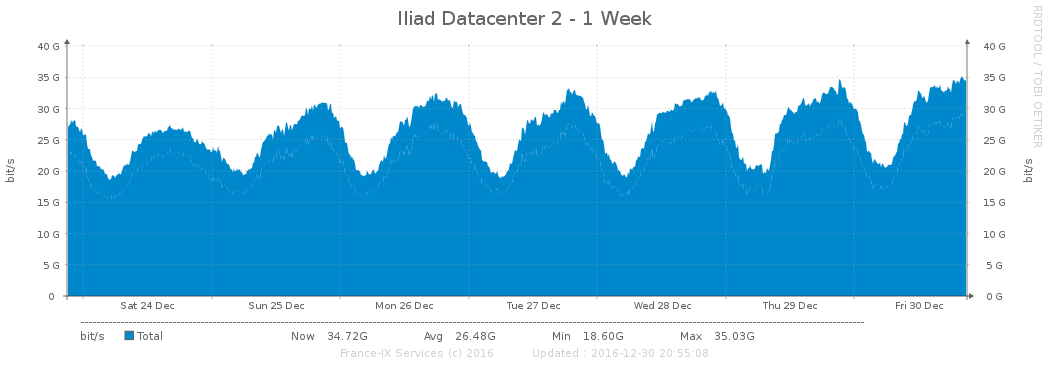 Iliad Datacenter 2 - 1 Week
RRDTOOL / TOBI OETIKER
40 G 40 G
35 G 35 G
30 G 30 G
25 G 25 G
20 G 20 G
15 G 15 G
10 G 10 G
5 G 5 G
0 0 G
bit/s
bit/s
Sat 24 Dec Sun 25 Dec Mon 26 Dec Tue 27 Dec Wed 28 Dec Thu 29 Dec Fri 30 Dec
bit/s Total Now 34.72G Avg 26.48G Min 18.60G Max 35.03G
France-IX Services (c) 2016 Updated : 2016-12-30 20:55:08